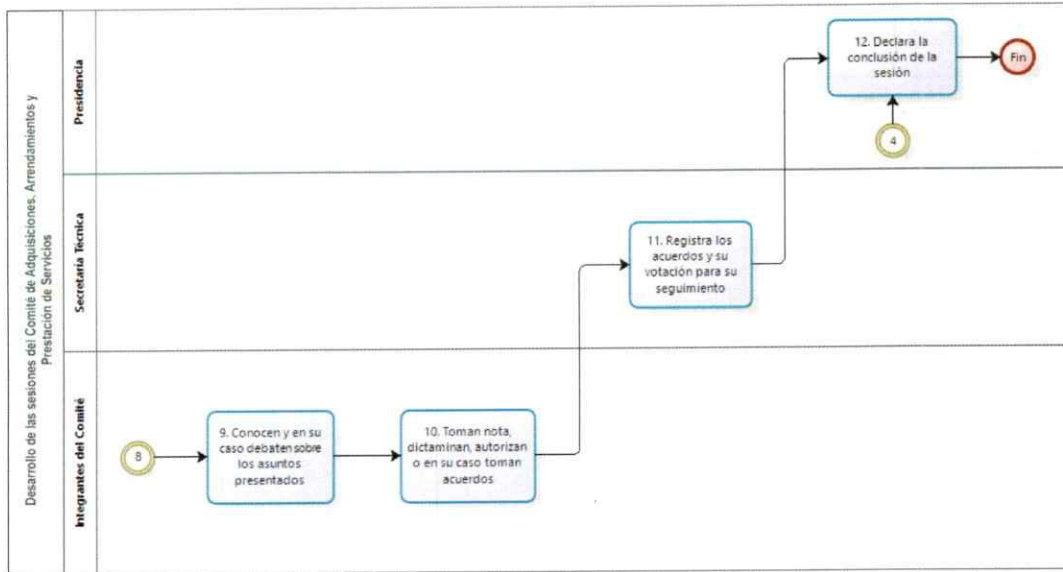 Desarrollo de las sesiones del Comité de Adquisiciones, Arrendamientos y
Prestación de Servicios
Presidencia
12. Declara la
conclusión de la
sesión
Fin
4
Secretaría Técnica
11. Registra los
acuerdos y su
votación para su
seguimiento
Integrantes del Comité
8
9. Conocen y en su
caso debaten sobre
los asuntos
presentados
10. Toman nota,
dictaminan, autorizan
o en su caso toman
acuerdos